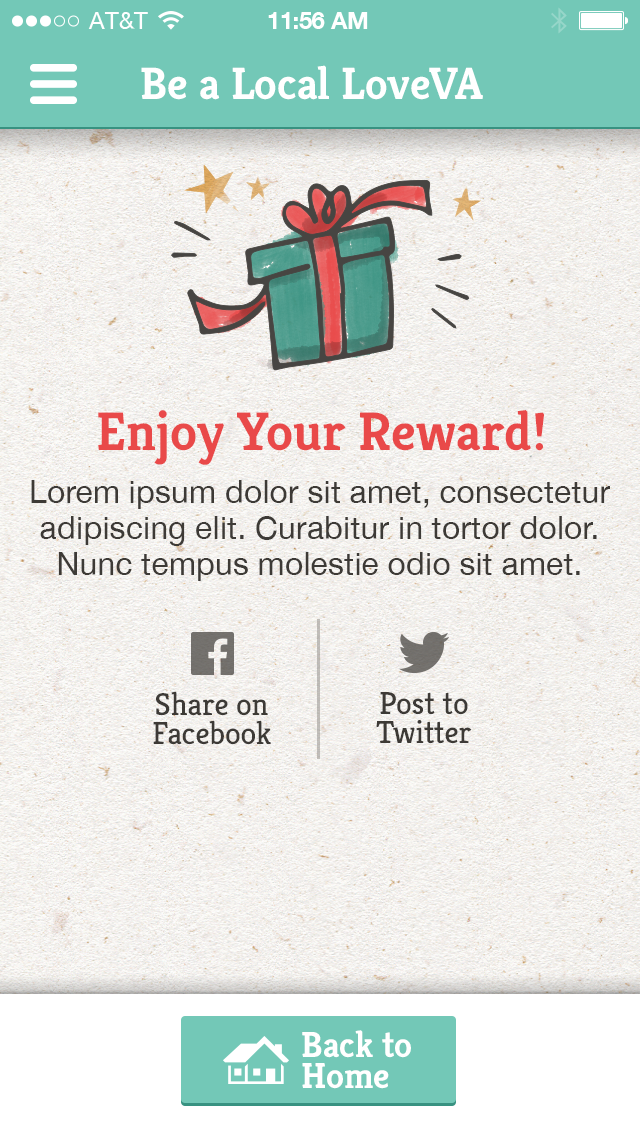 AT&T 11:56 AM
Be a Local LoveVA
Enjoy Your Reward!
Lorem ipsum dolor sit amet, consectetur
adipiscing elit. Curabitur in tortor dolor.
Nunc tempus molestie odio sit amet.
Share on
Facebook
Post to
Twitter
Back to
Home